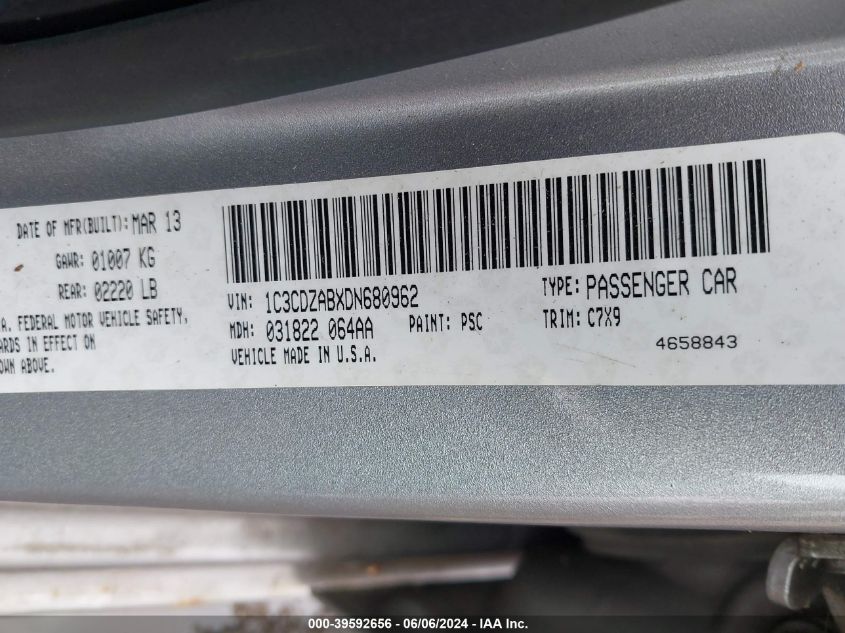 DATE OF MFR(BUILT): MAR 13
GAWR: 01007 KG
REAR: 02220 LB
A. FEDERAL MOTOR VEHICLE SAFETY,
ARDS IN EFFECT ON
OWN ABOVE.
VIN: 1C3CDZABXDN680962
TYPE: PASSENGER CAR
MDH: 031822 064AA
PAINT: PSC
TRIM: C7X9
VEHICLE MADE IN U.S.A.
4658843
000-39592656 / 06/06/2024 - IAA Inc.